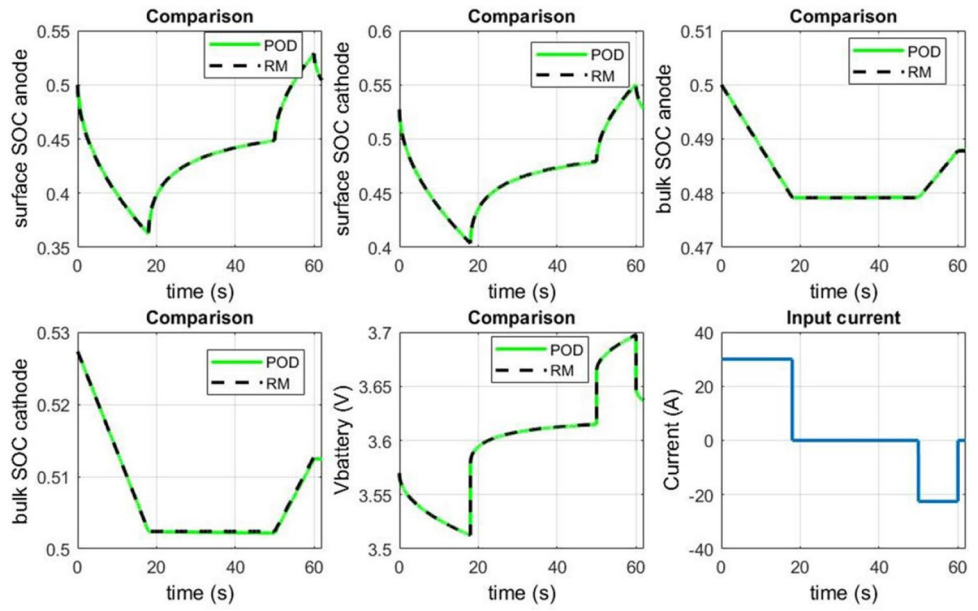 Comparison
0.55
0.5
0.45
0.4
0.35
surface SOC anode
POD
RM
0 20 40 60
time (s)
Comparison
0.6
0.55
0.5
0.45
0.4
surface SOC cathode
POD
RM
0 20 40 60
time (s)
Comparison
0.51
0.5
0.49
0.48
0.47
bulk SOC anode
POD
RM
0 20 40 60
time (s)
Comparison
0.53
0.52
0.51
0.5
bulk SOC cathode
POD
RM
0 20 40 60
time (s)
Comparison
3.7
3.65
3.6
3.55
3.5
Vbattery (V)
POD
RM
0 20 40 60
time (s)
Input current
40
20
0
-20
-40
Current (A)
0 20 40 60
time (s)